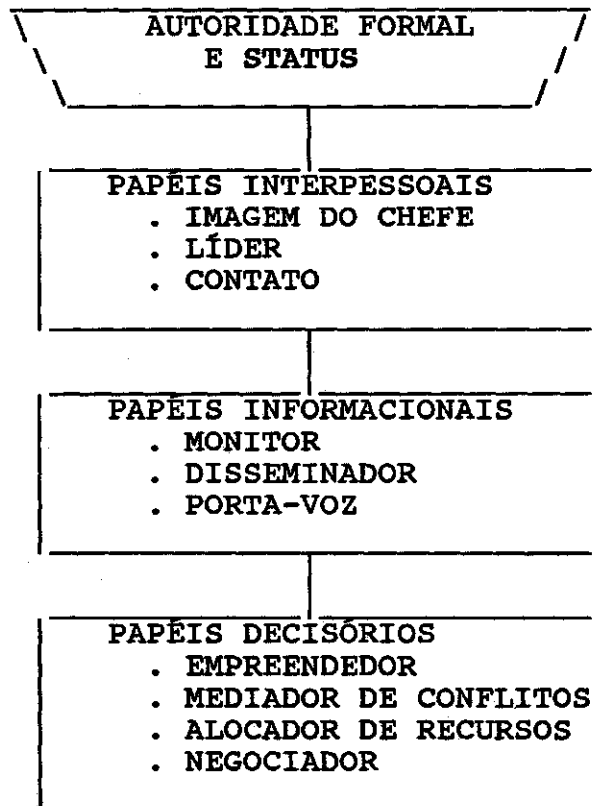 AUTORIDADE FORMAL
E STATUS
PAPÉIS INTERPESSOAIS
. IMAGEM DO CHEFE
. LÍDER
. CONTATO
PAPÉIS INFORMACIONAIS
. MONITOR
. DISSEMINADOR
. PORTA-VOZ
PAPÉIS DECISÓRIOS
. EMPREENDEDOR
. MEDIADOR DE CONFLITOS
. ALOCADOR DE RECURSOS
. NEGOCIADOR